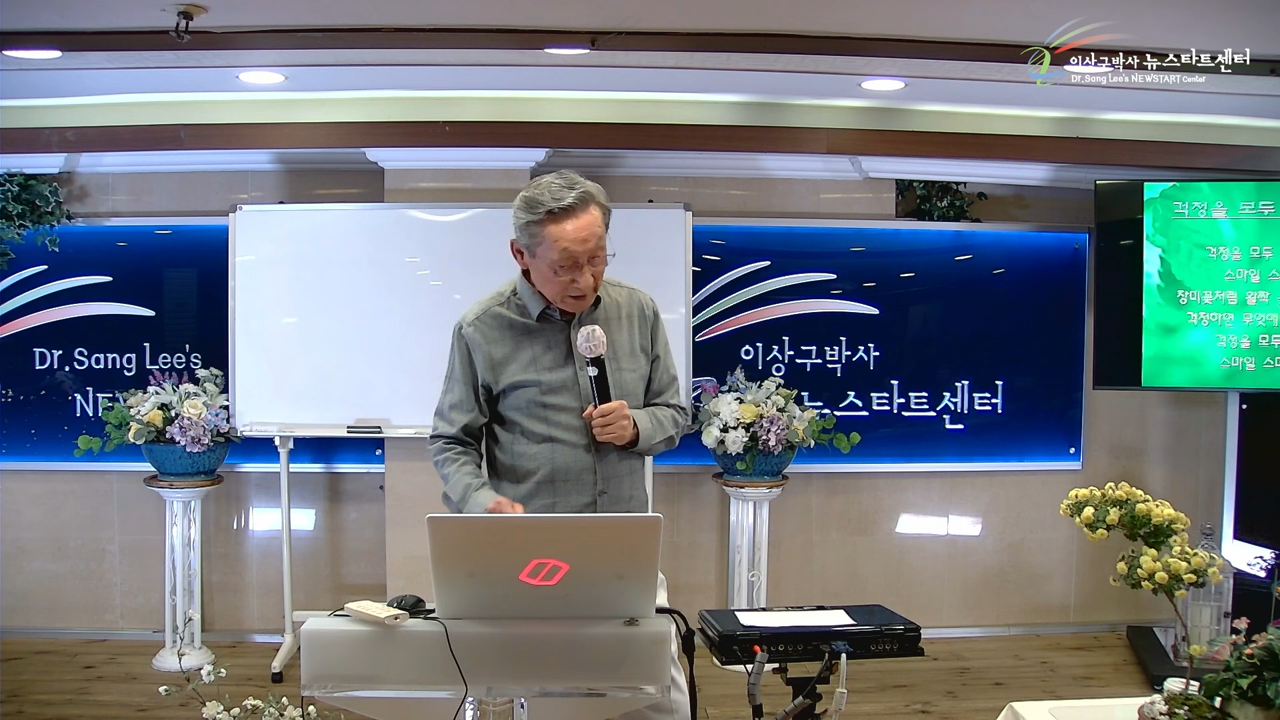 이상구박사 뉴스타트센터
Dr. Sang Lee's NEWSTART Center
Dr.Sang Lee's
NE
이상구박사
뉴스타트센터
걱정을 모두
걱정을 모두
스마일 스
장미꽃처럼 활짝
걱정하면 무엇에
걱정을 모두
스마일 스마